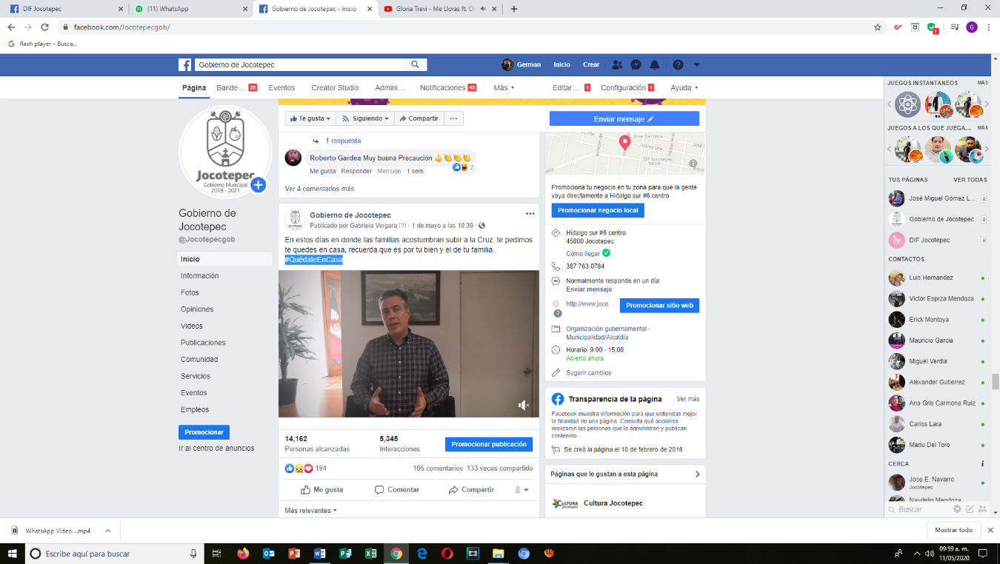 DIF Jocotepec
(11) WhatsApp
Gobierno de Jocotepec - Inicio
Gloria Trevi - Me Lloras ft. Ch
facebook.com/Jocotepecgob/
1
G
flash player - Busca...
Gobierno de Jocotepec
German
Inicio
Crear
Página
Bande... 25
Eventos
Creator Studio
Admini...
Notificaciones 45
Más
Editar ... 1
Configuración 1
Ayuda
Te gusta
Siguiendo
Compartir
...
Enviar mensaje
Jocotepec
Gobierno Municipal
2018 - 2021
Gobierno de
Jocotepec
@Jocotepecgob
Inicio
Información
Fotos
Opiniones
Videos
Publicaciones
Comunidad
Servicios
Eventos
Empleos
Promocionar
Ir al centro de anuncios
1 respuesta
Roberto Gardea Muy buena Precaución 👍👏👏👏
Me gusta · Responder · Mensaje · 1 sem
2
Ver 4 comentarios más
Gobierno de Jocotepec
Publicado por Gabriela Vergara [?] · 1 de mayo a las 10:39 ·
En estos días en donde las familias acostumbran subir a la Cruz, te pedimos
te quedes en casa, recuerda que es por tu bien y el de tu familia.
#QuédateEnCasa
14,162
Personas alcanzadas
5,345
Interacciones
Promocionar publicación
194
105 comentarios 133 veces compartido
Me gusta
Comentar
Compartir
Más relevantes
José Santana
Juárez Ote.
Dif Jocotepec
Promociona tu negocio en tu zona para que la gente
vaya directamente a Hidalgo sur #6 centro.
Promocionar negocio local
Hidalgo sur #6 centro
45800 Jocotepec
Cómo llegar
387 763 0784
Normalmente responde en un día
Enviar mensaje
http://www.joco...
Promocionar sitio web
Organización gubernamental ·
Municipalidad/Alcaldía
Horario: 9:00 - 15:00
Abierto ahora
Sugerir cambios
Transparencia de la página
Ver más
Facebook muestra información para que entiendas mejor
la finalidad de una página. Consulta qué acciones
realizaron las personas que la administran y publican
contenido.
Se creó la página el 10 de febrero de 2016
Páginas que le gustan a esta página
CULTURA
Jocotepec
Cultura Jocotepec
JUEGOS INSTANTÁNEOS
MÁS
JUEGOS A LOS QUE JUEGA...
MÁS
TUS PÁGINAS
VER TODAS
José Miguel Gómez L...
9
Gobierno de Jocotepec
9
DIF Jocotepec
9
CONTACTOS
Luis Hernandez
Victor Esprza Mendoza
Erick Montoya
Mauricio Garcia
Miguel Verdia
Alexander Gutierrez
Ana Gris Carmona Ruiz
Carlos Lara
Manu Del Toro
CERCA
Jose E. Navarro
Jocotepec
Naydelin Mendoza
Buscar
WhatsApp Video....mp4
Mostrar todo
Escribe aquí para buscar
09:59 a. m.
11/05/2020